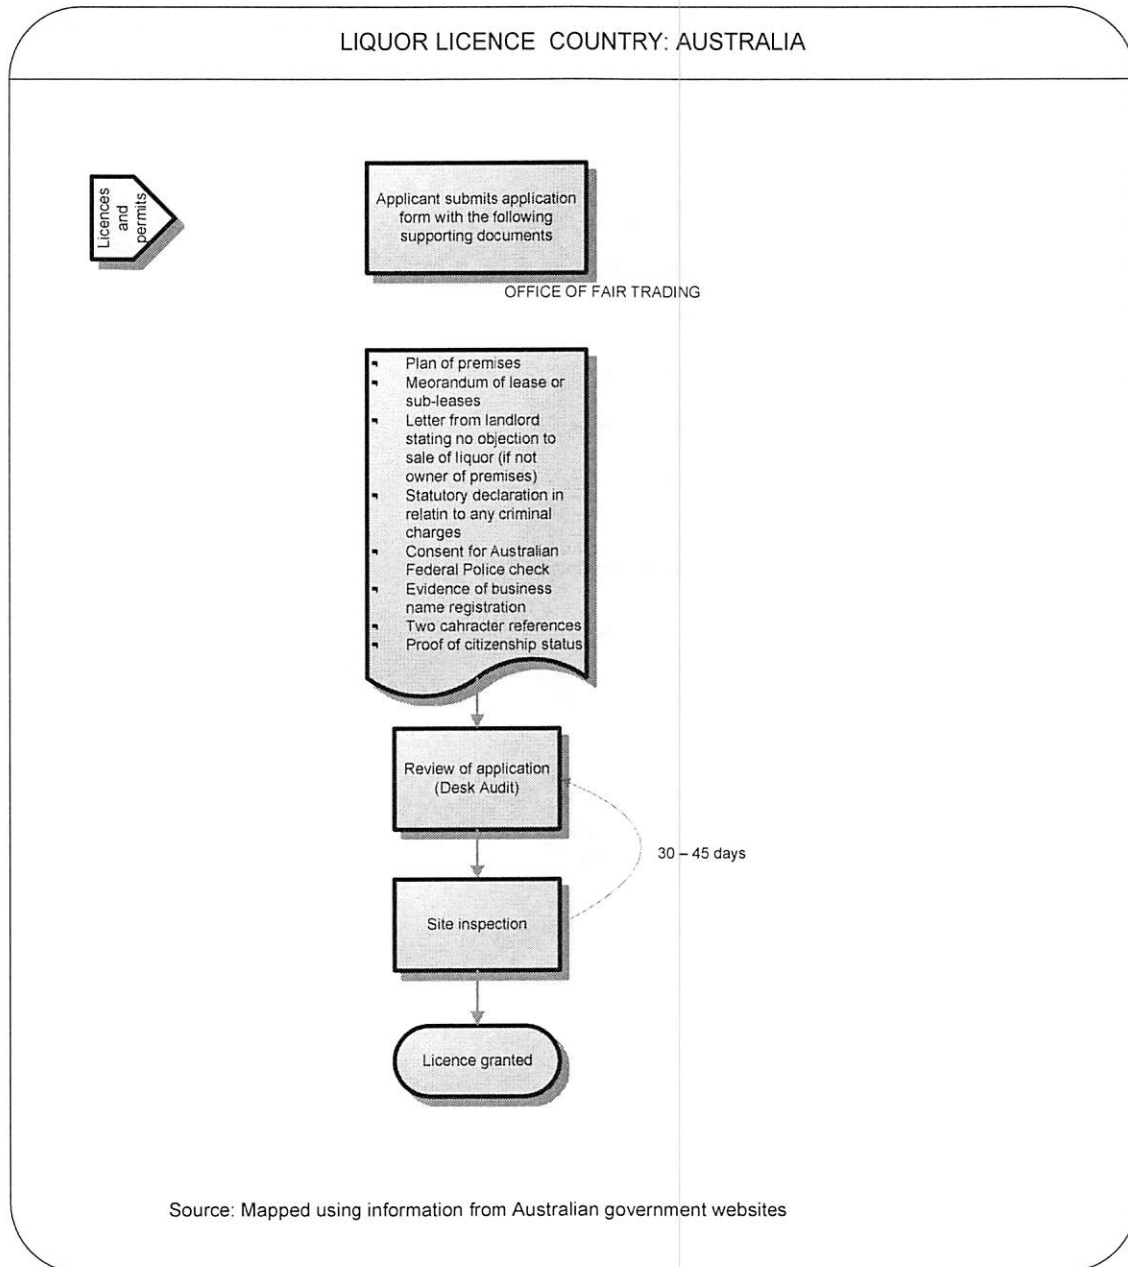 LIQUOR LICENCE COUNTRY: AUSTRALIA
Licences
and
permits
Applicant submits application
form with the following
supporting documents
OFFICE OF FAIR TRADING
Plan of premises
Meorandum of lease or
sub-leases
Letter from landlord
stating no objection to
sale of liquor (if not
owner of premises)
Statutory declaration in
relatin to any criminal
charges
Consent for Australian
Federal Police check
Evidence of business
name registration
Two cahracter references
Proof of citizenship status
Review of application
(Desk Audit)
30 – 45 days
Site inspection
Licence granted
Source: Mapped using information from Australian government websites